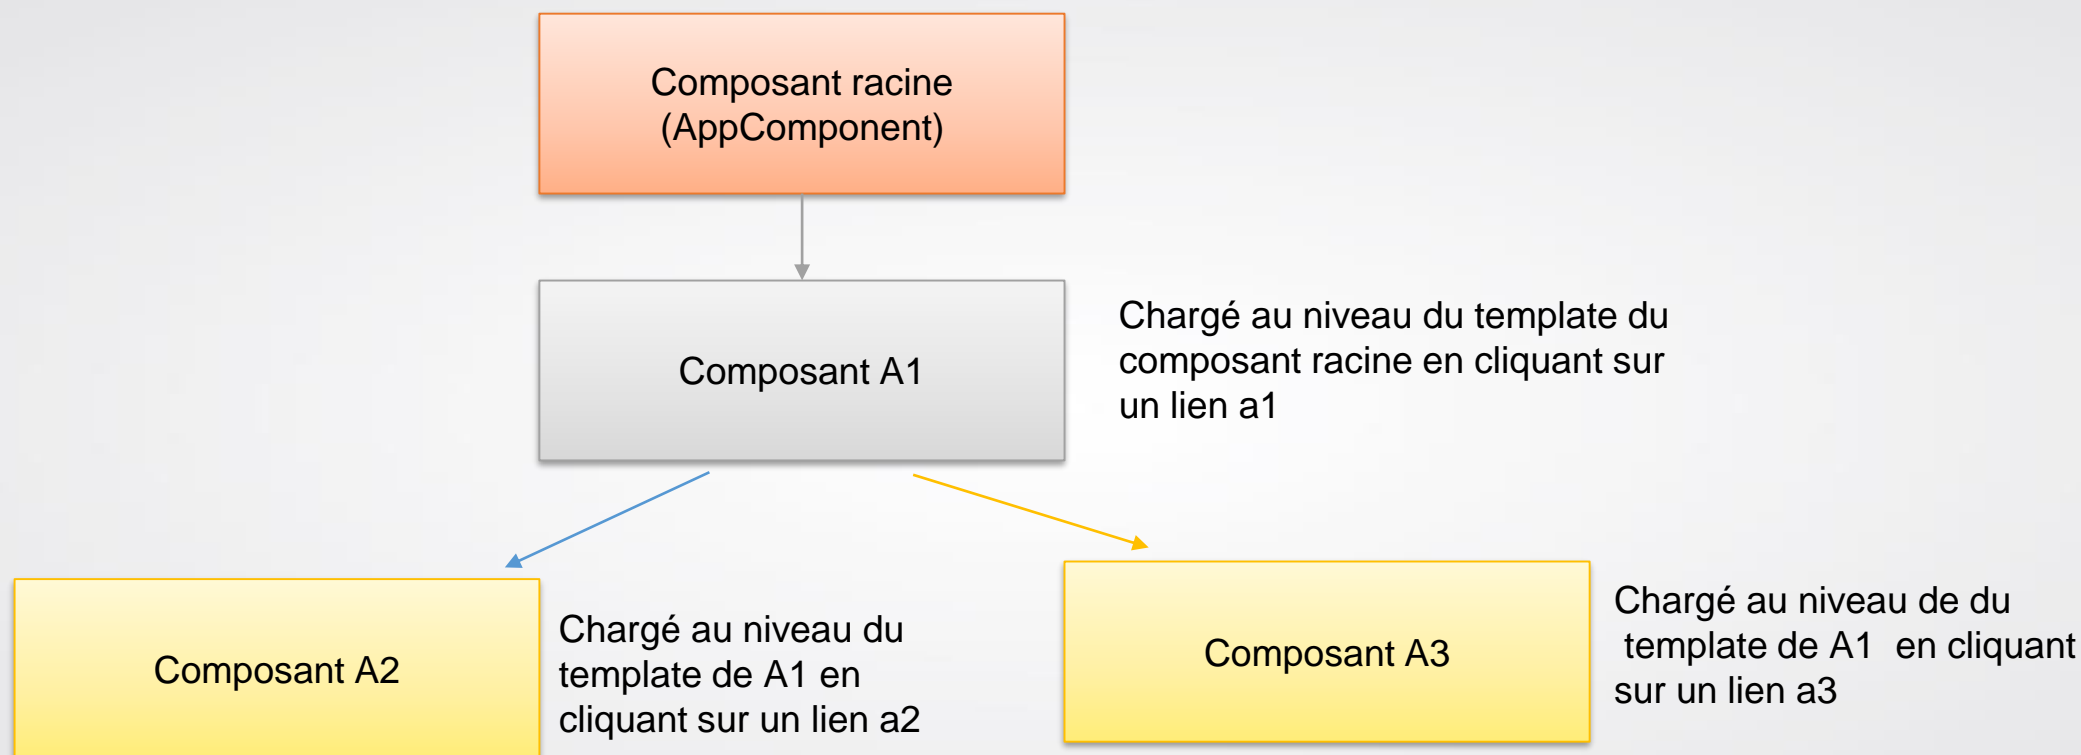 Composant racine
(AppComponent)
Composant A1
Chargé au niveau du template du
composant racine en cliquant sur
un lien a1
Composant A2
Chargé au niveau du
template de A1 en
cliquant sur un lien a2
Composant A3
Chargé au niveau de du
template de A1 en cliquant
sur un lien a3